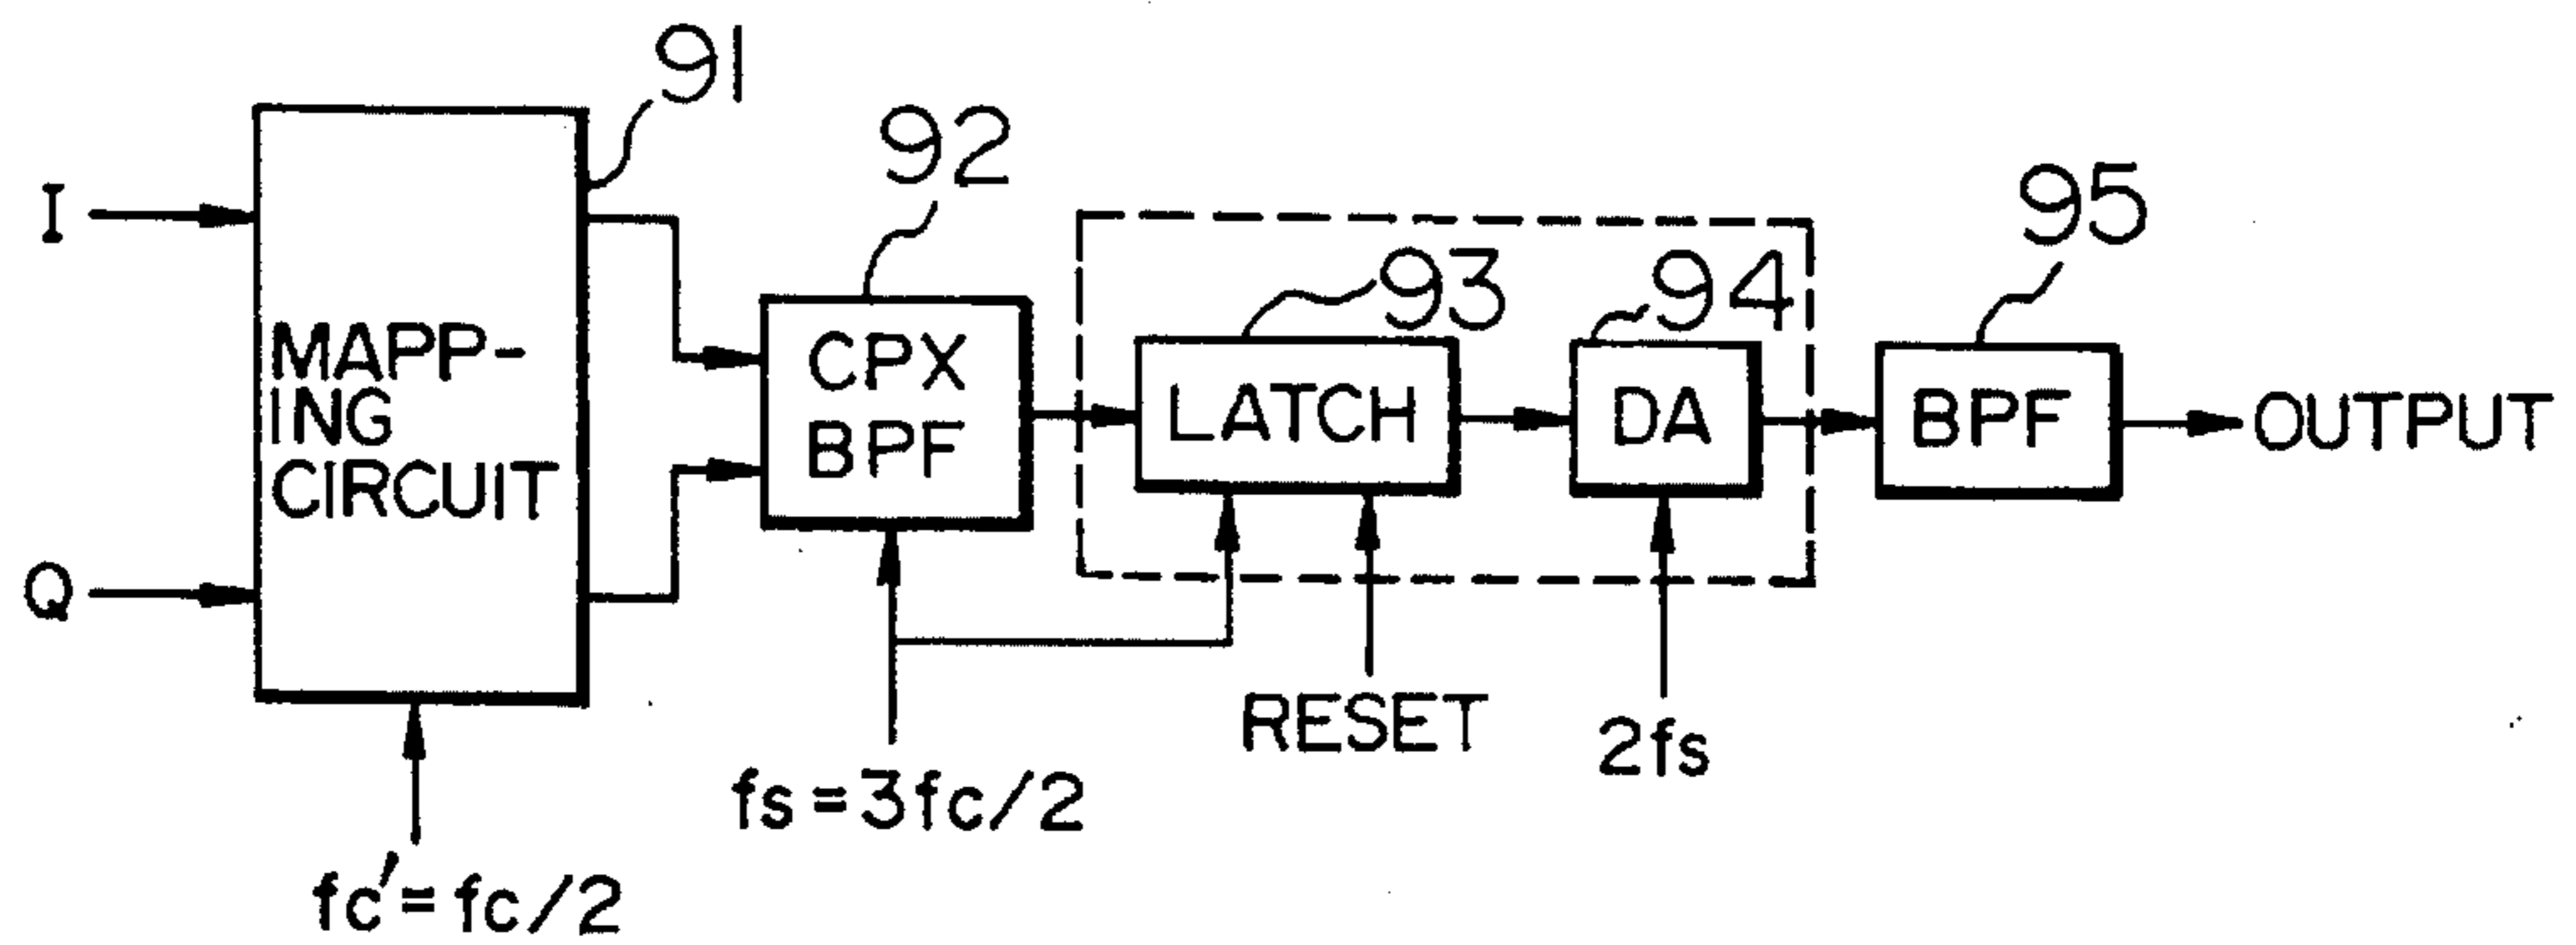 91
92
95
I
93
94
MAPP-
ING
CIRCUIT
CPX
BPF
LATCH
DA
BPF
OUTPUT
Q
RESET
2fs
fs=3fc/2
fc'=fc/2